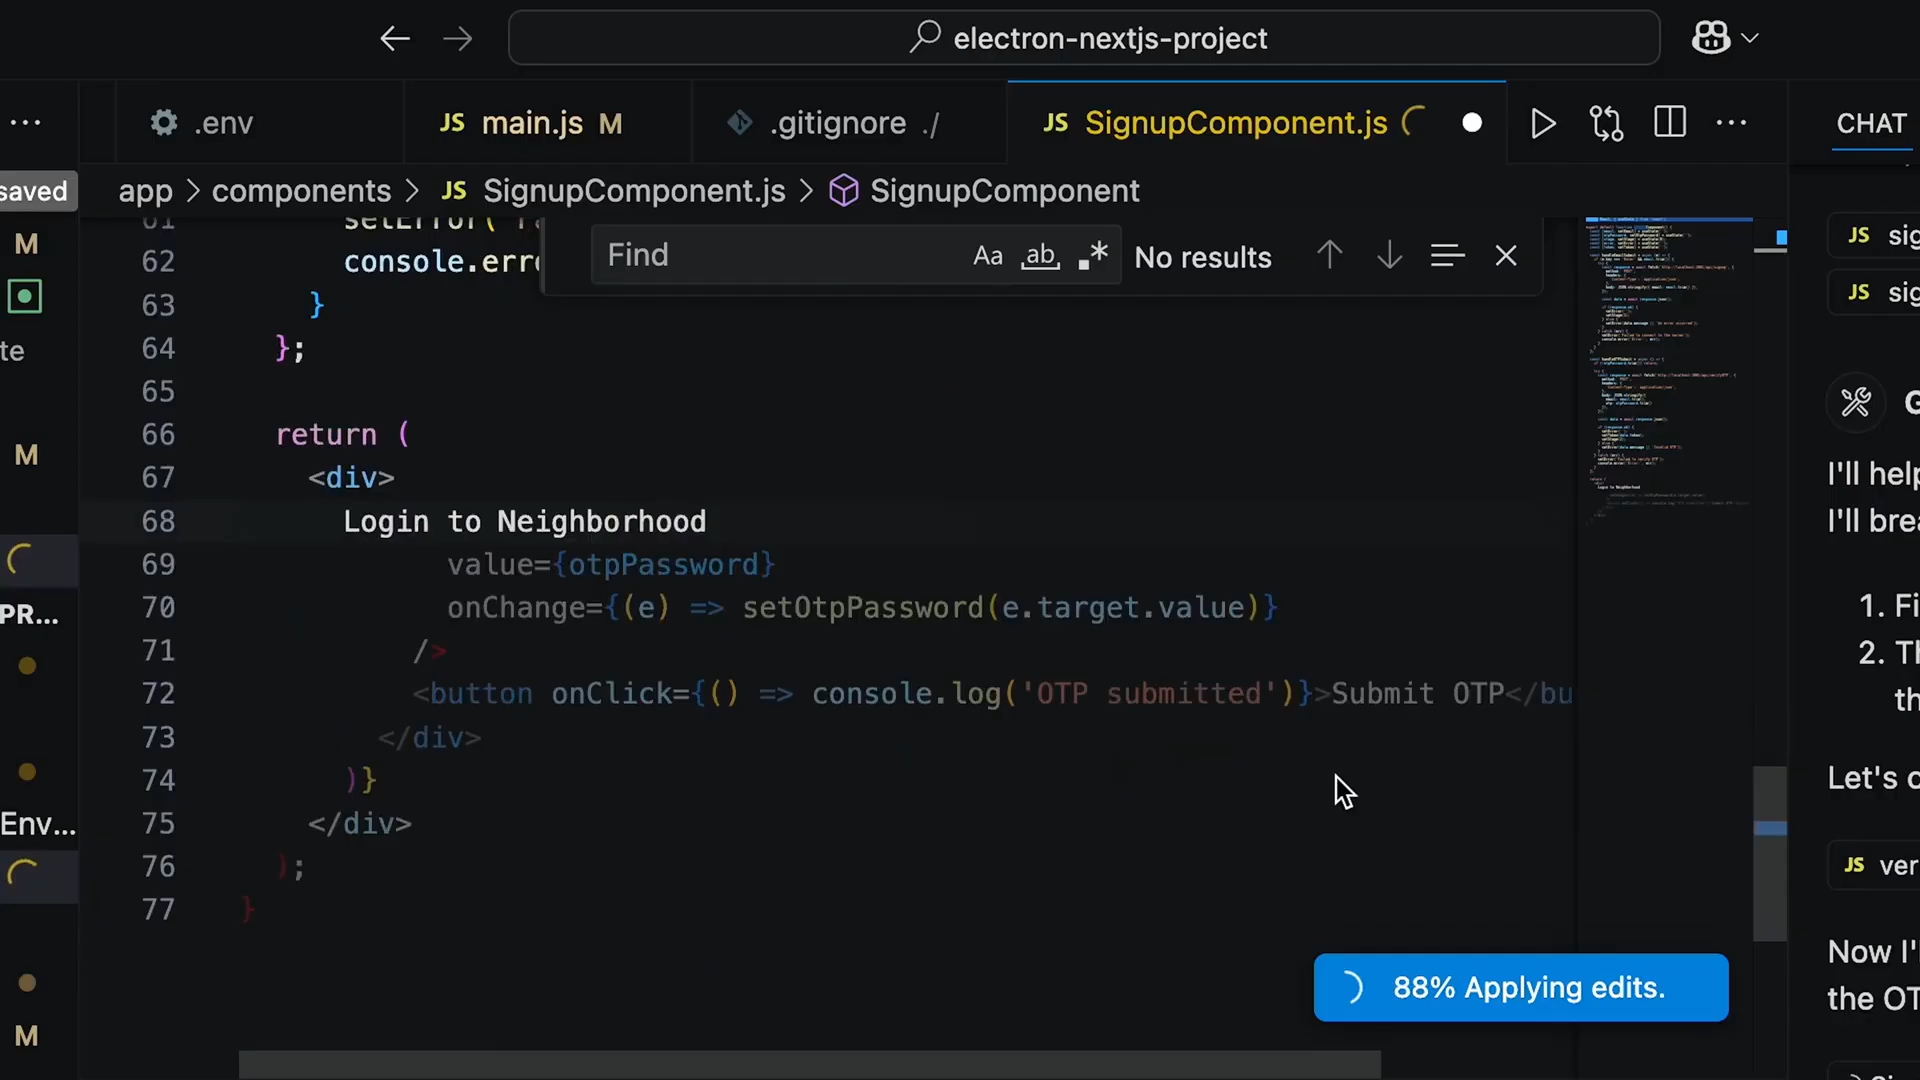 electron-nextjs-project
.env
JS main.js M
.gitignore ./
JS SignupComponent.js
CHAT
saved
app > components > JS SignupComponent.js > SignupComponent
61
Find
Aa ab .* No results
62 console.erro
63 }
64 };
65
66 return (
67 <div>
68 Login to Neighborhood
69 value={otpPassword}
70 onChange={(e) => setOtpPassword(e.target.value)}
71 />
72 <button onClick={() => console.log('OTP submitted')}>Submit OTP</bu
73 </div>
74 )}
75 </div>
76 );
77 }
M
te
M
PR...
Env...
M
88% Applying edits.
JS sig
JS sig
G
I'll help
I'll brea
1. Fi
2. Th
th
Let's c
JS ver
Now I'l
the OT